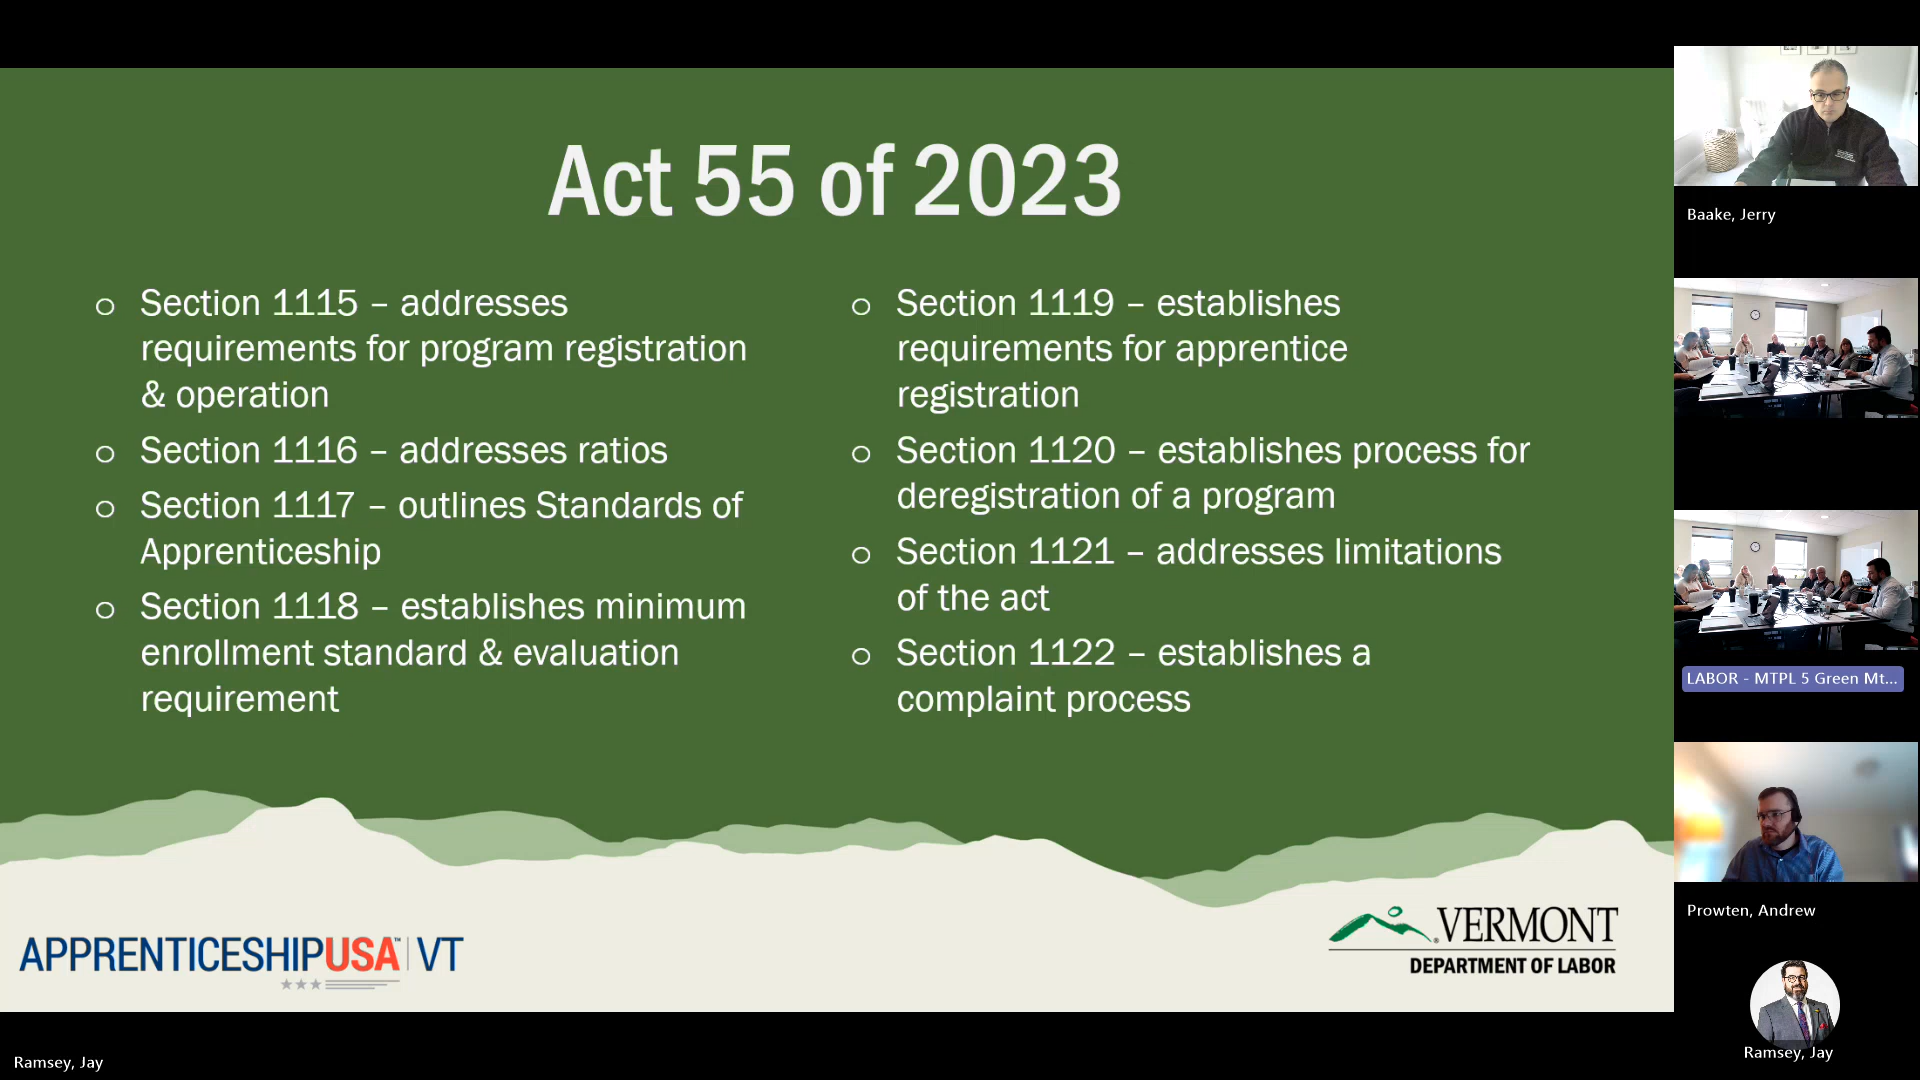 Act 55 of 2023
o Section 1115 – addresses
requirements for program registration
& operation
o Section 1116 – addresses ratios
o Section 1117 – outlines Standards of
Apprenticeship
o Section 1118 – establishes minimum
enrollment standard & evaluation
requirement
o Section 1119 – establishes
requirements for apprentice
registration
o Section 1120 – establishes process for
deregistration of a program
o Section 1121 – addresses limitations
of the act
o Section 1122 – establishes a
complaint process
APPRENTICESHIPUSA™ | VT
VERMONT
DEPARTMENT OF LABOR
Baake, Jerry
LABOR - MTPL 5 Green Mt...
Prowten, Andrew
Ramsey, Jay
Ramsey, Jay